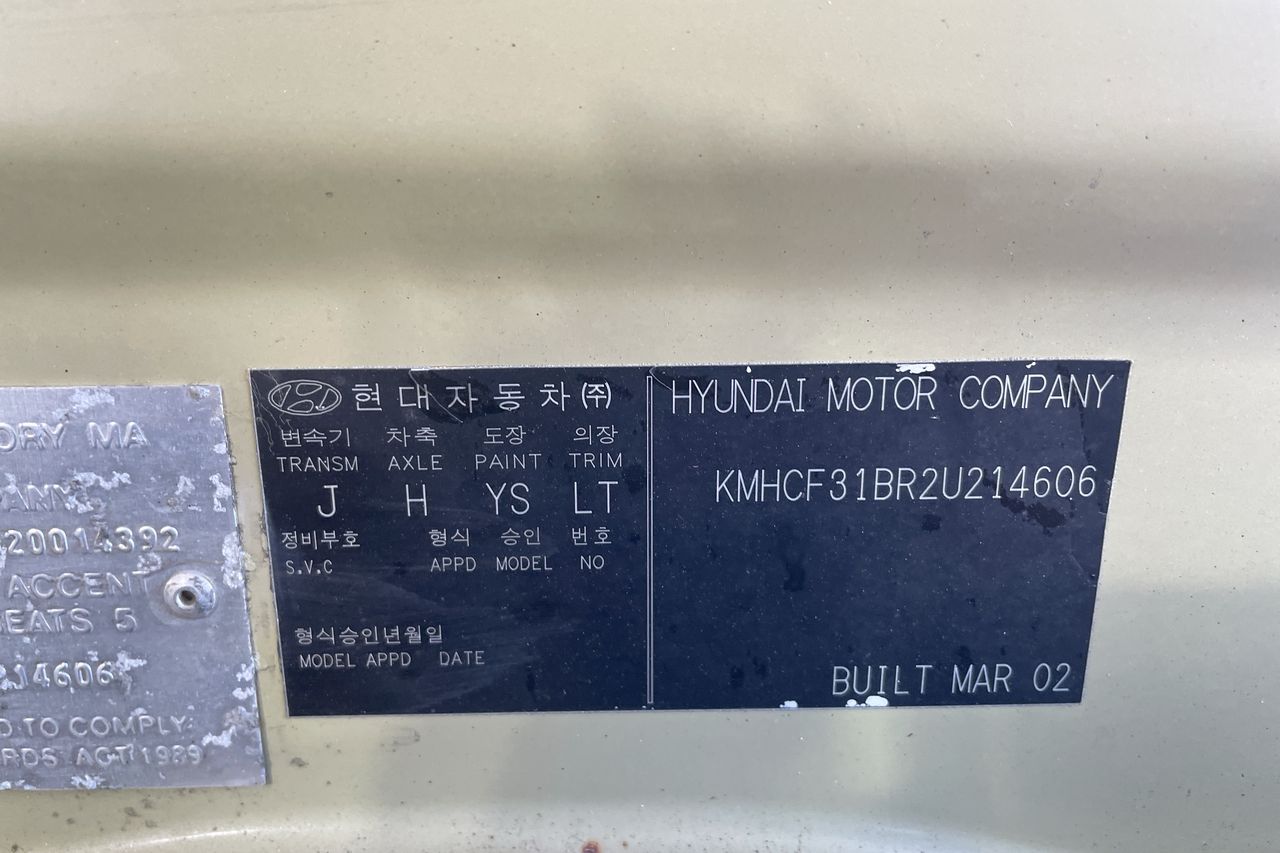 ORY MA
ANY
20014392
ACCENT
EATS 5
14606
D TO COMPLY
RDS ACT 1989
현대자동차㈜
변속기 차축 도장 의장
TRANSM AXLE PAINT TRIM
J H YS LT
정비부호 형식 승인 번호
S.V.C APPD MODEL NO
형식승인년월일
MODEL APPD DATE
HYUNDAI MOTOR COMPANY
KMHCF31BR2U214606
BUILT MAR 02